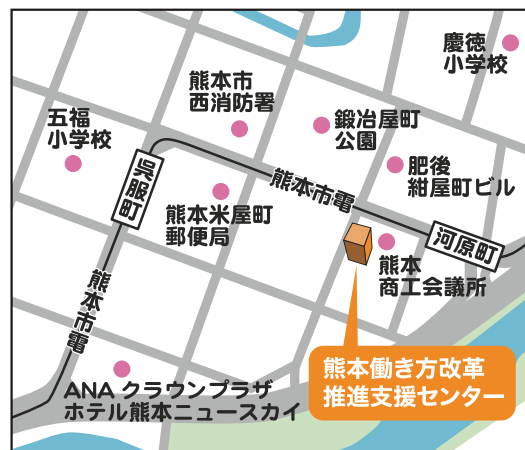 慶徳
小学校
熊本市
西消防署
五福
小学校
鍛冶屋町
公園
肥後
紺屋町ビル
呉服町
熊本市電
熊本米屋町
郵便局
河原町
熊本
商工会議所
熊本市電
熊本働き方改革
推進支援センター
ANA クラウンプラザ
ホテル熊本ニュースカイ